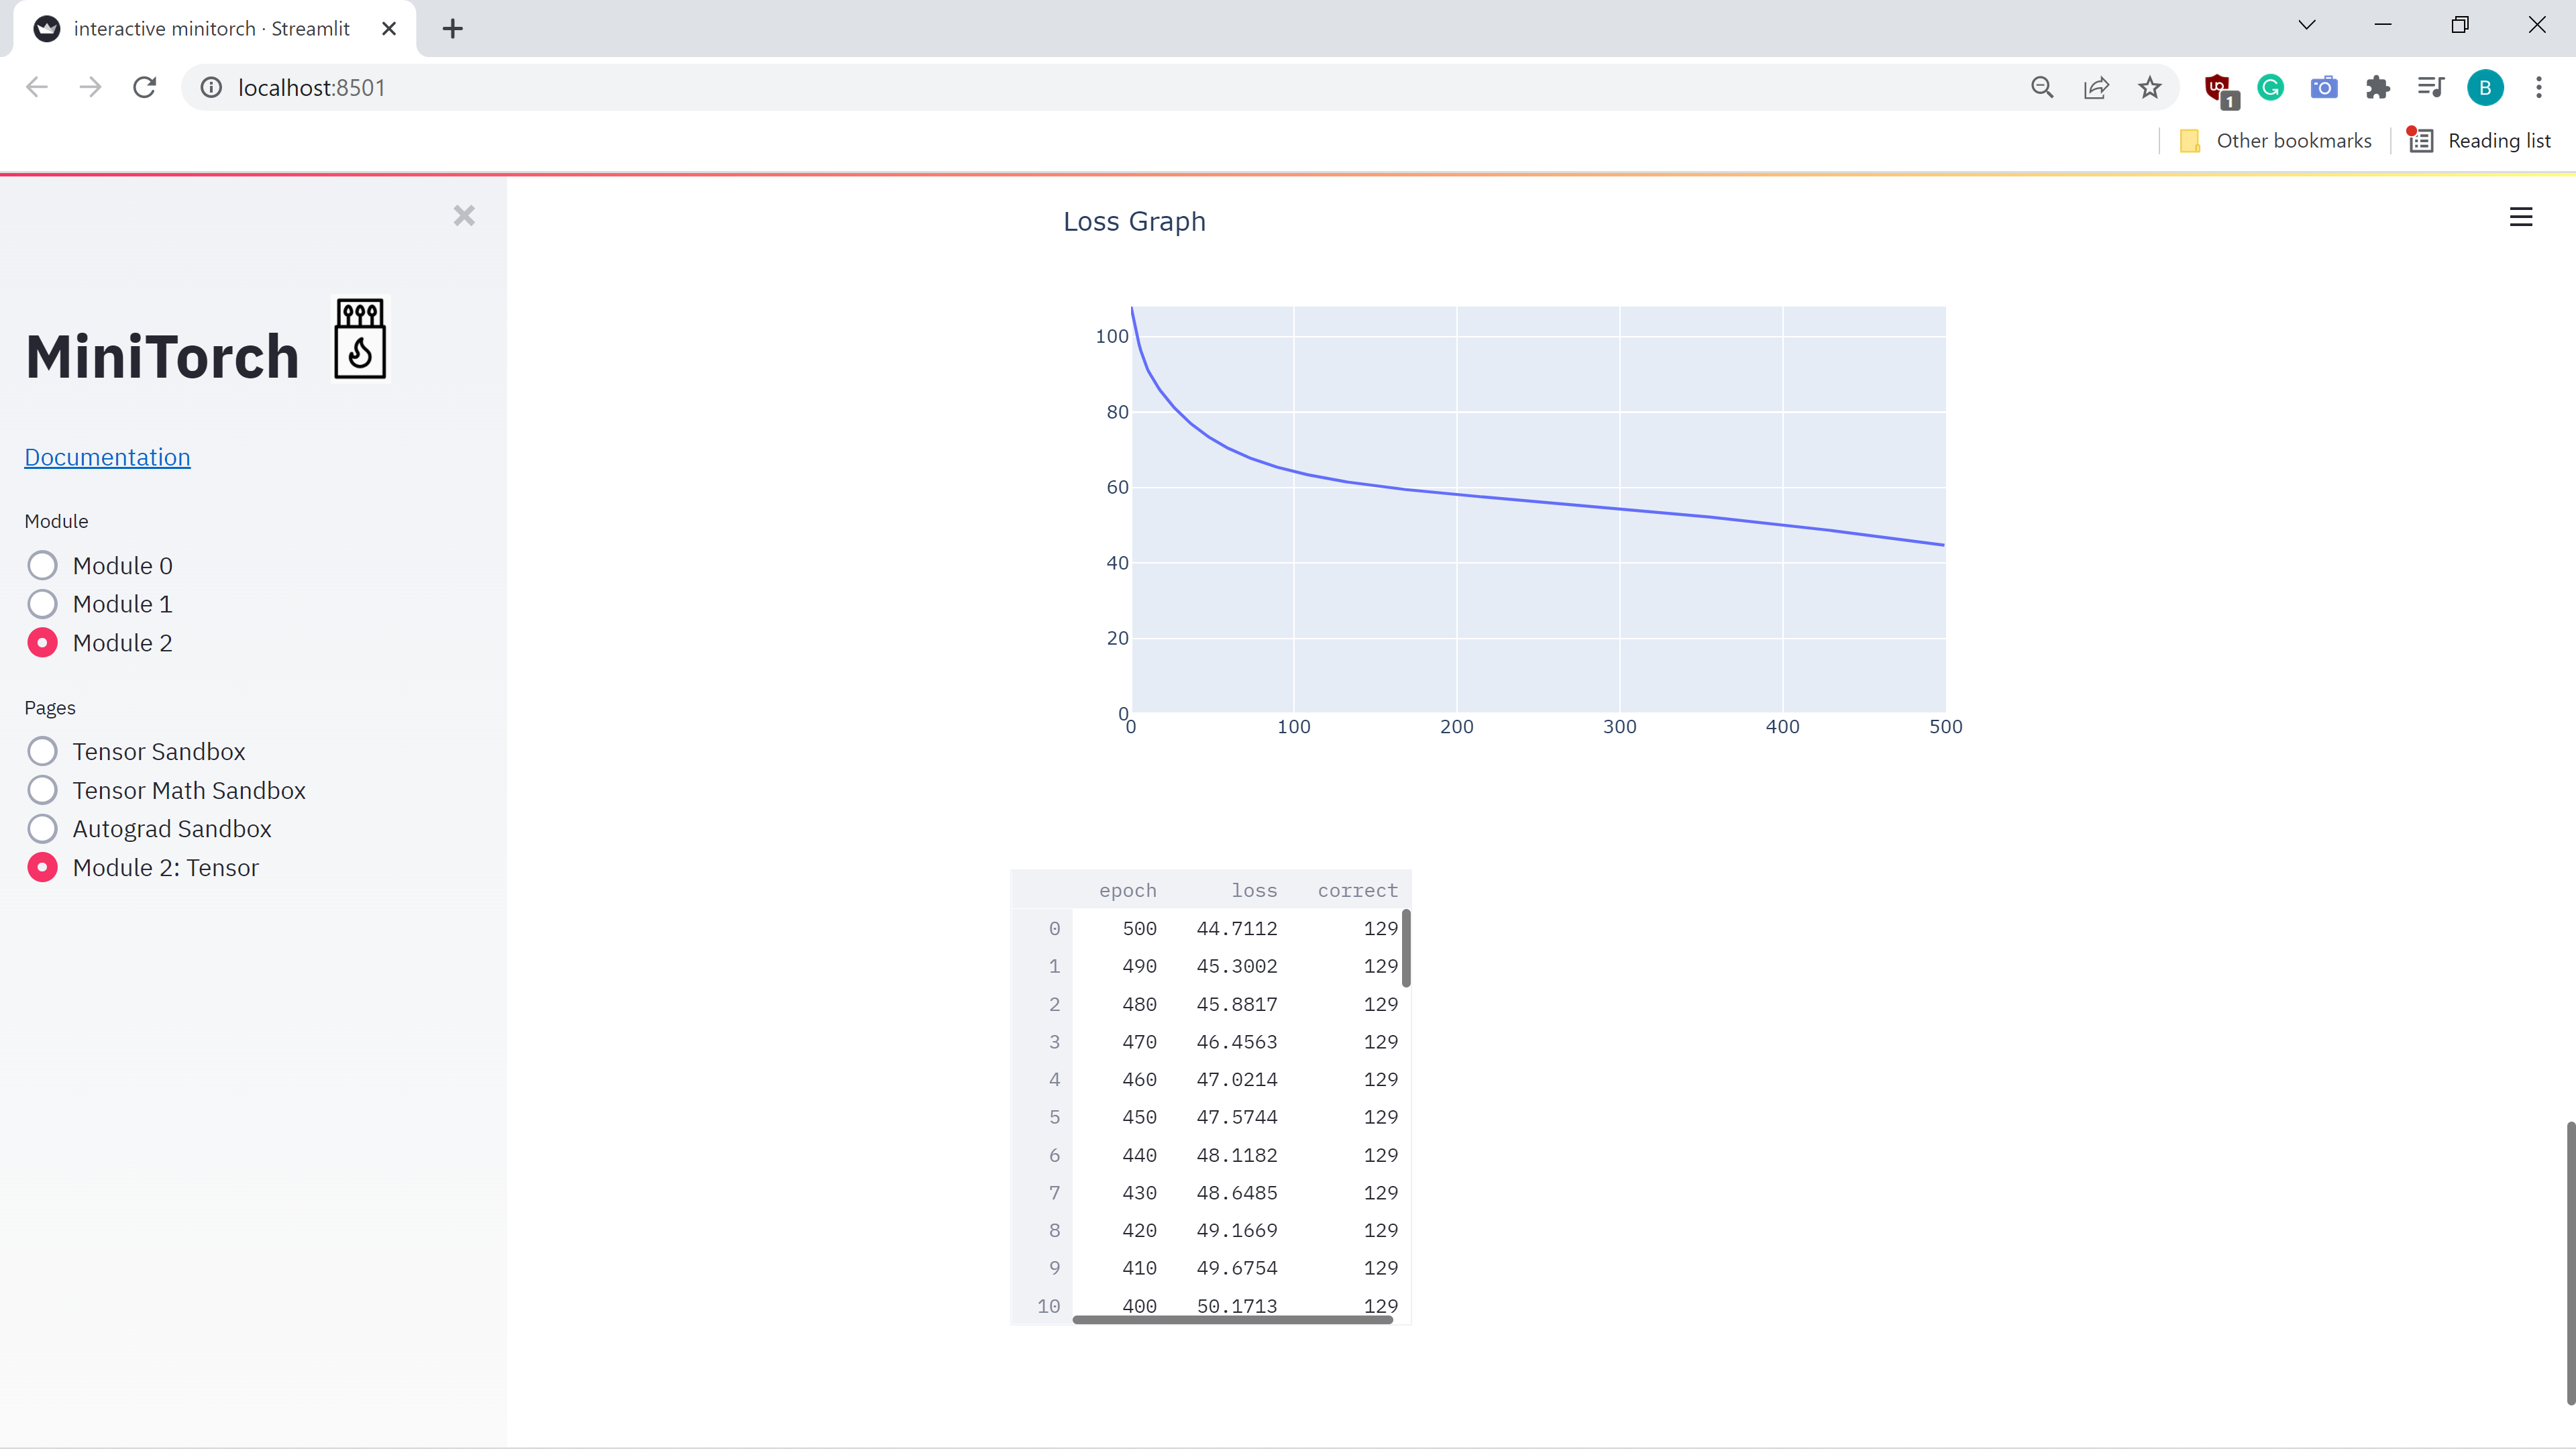 interactive minitorch · Streamlit
localhost:8501
1
B
Other bookmarks
Reading list
MiniTorch
Documentation
Module
Module 0
Module 1
Module 2
Pages
Tensor Sandbox
Tensor Math Sandbox
Autograd Sandbox
Module 2: Tensor
Loss Graph
100
80
60
40
20
0
0 100 200 300 400 500
epoch loss correct
0 500 44.7112 129
1 490 45.3002 129
2 480 45.8817 129
3 470 46.4563 129
4 460 47.0214 129
5 450 47.5744 129
6 440 48.1182 129
7 430 48.6485 129
8 420 49.1669 129
9 410 49.6754 129
10 400 50.1713 129